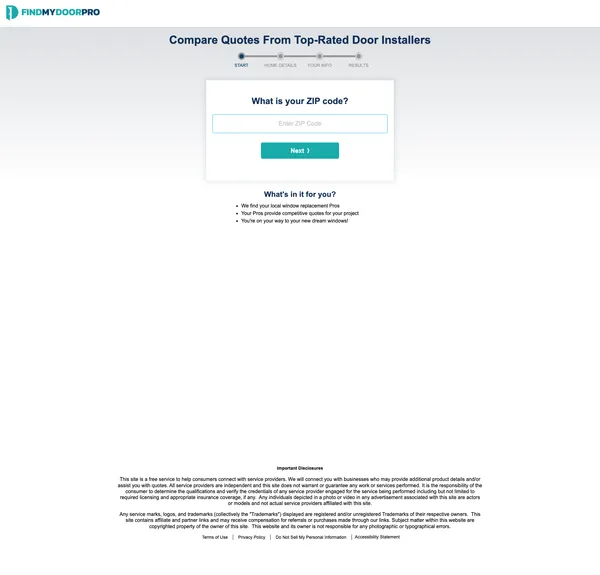 FINDMYDOORPRO
Compare Quotes From Top-Rated Door Installers
START HOME DETAILS YOUR INFO RESULTS
What is your ZIP code?
Enter ZIP Code
Next ⟩
What's in it for you?
• We find your local window replacement Pros
• Your Pros provide competitive quotes for your project
• You're on your way to your new dream windows!
Important Disclosures
This site is a free service to help consumers connect with service providers. We will connect you with businesses who may provide additional product details and/or
assist you with quotes. All service providers are independent and this site does not warrant or guarantee any work or services performed. It is the responsibility of the
consumer to determine the qualifications and verify the credentials of any service provider engaged for the service being performed including but not limited to
required licensing and appropriate insurance coverage, if any. Any individuals depicted in a photo or video in any advertisement associated with this site are actors
or models and not actual service providers affiliated with this site.
Any service marks, logos, and trademarks (collectively the "Trademarks") displayed are registered and/or unregistered Trademarks of their respective owners. This
site contains affiliate and partner links and may receive compensation for referrals or purchases made through our links. Subject matter within this website are
copyrighted property of the owner of this site. This website and its owner is not responsible for any photographic or typographical errors.
Terms of Use | Privacy Policy | Do Not Sell My Personal Information | Accessibility Statement